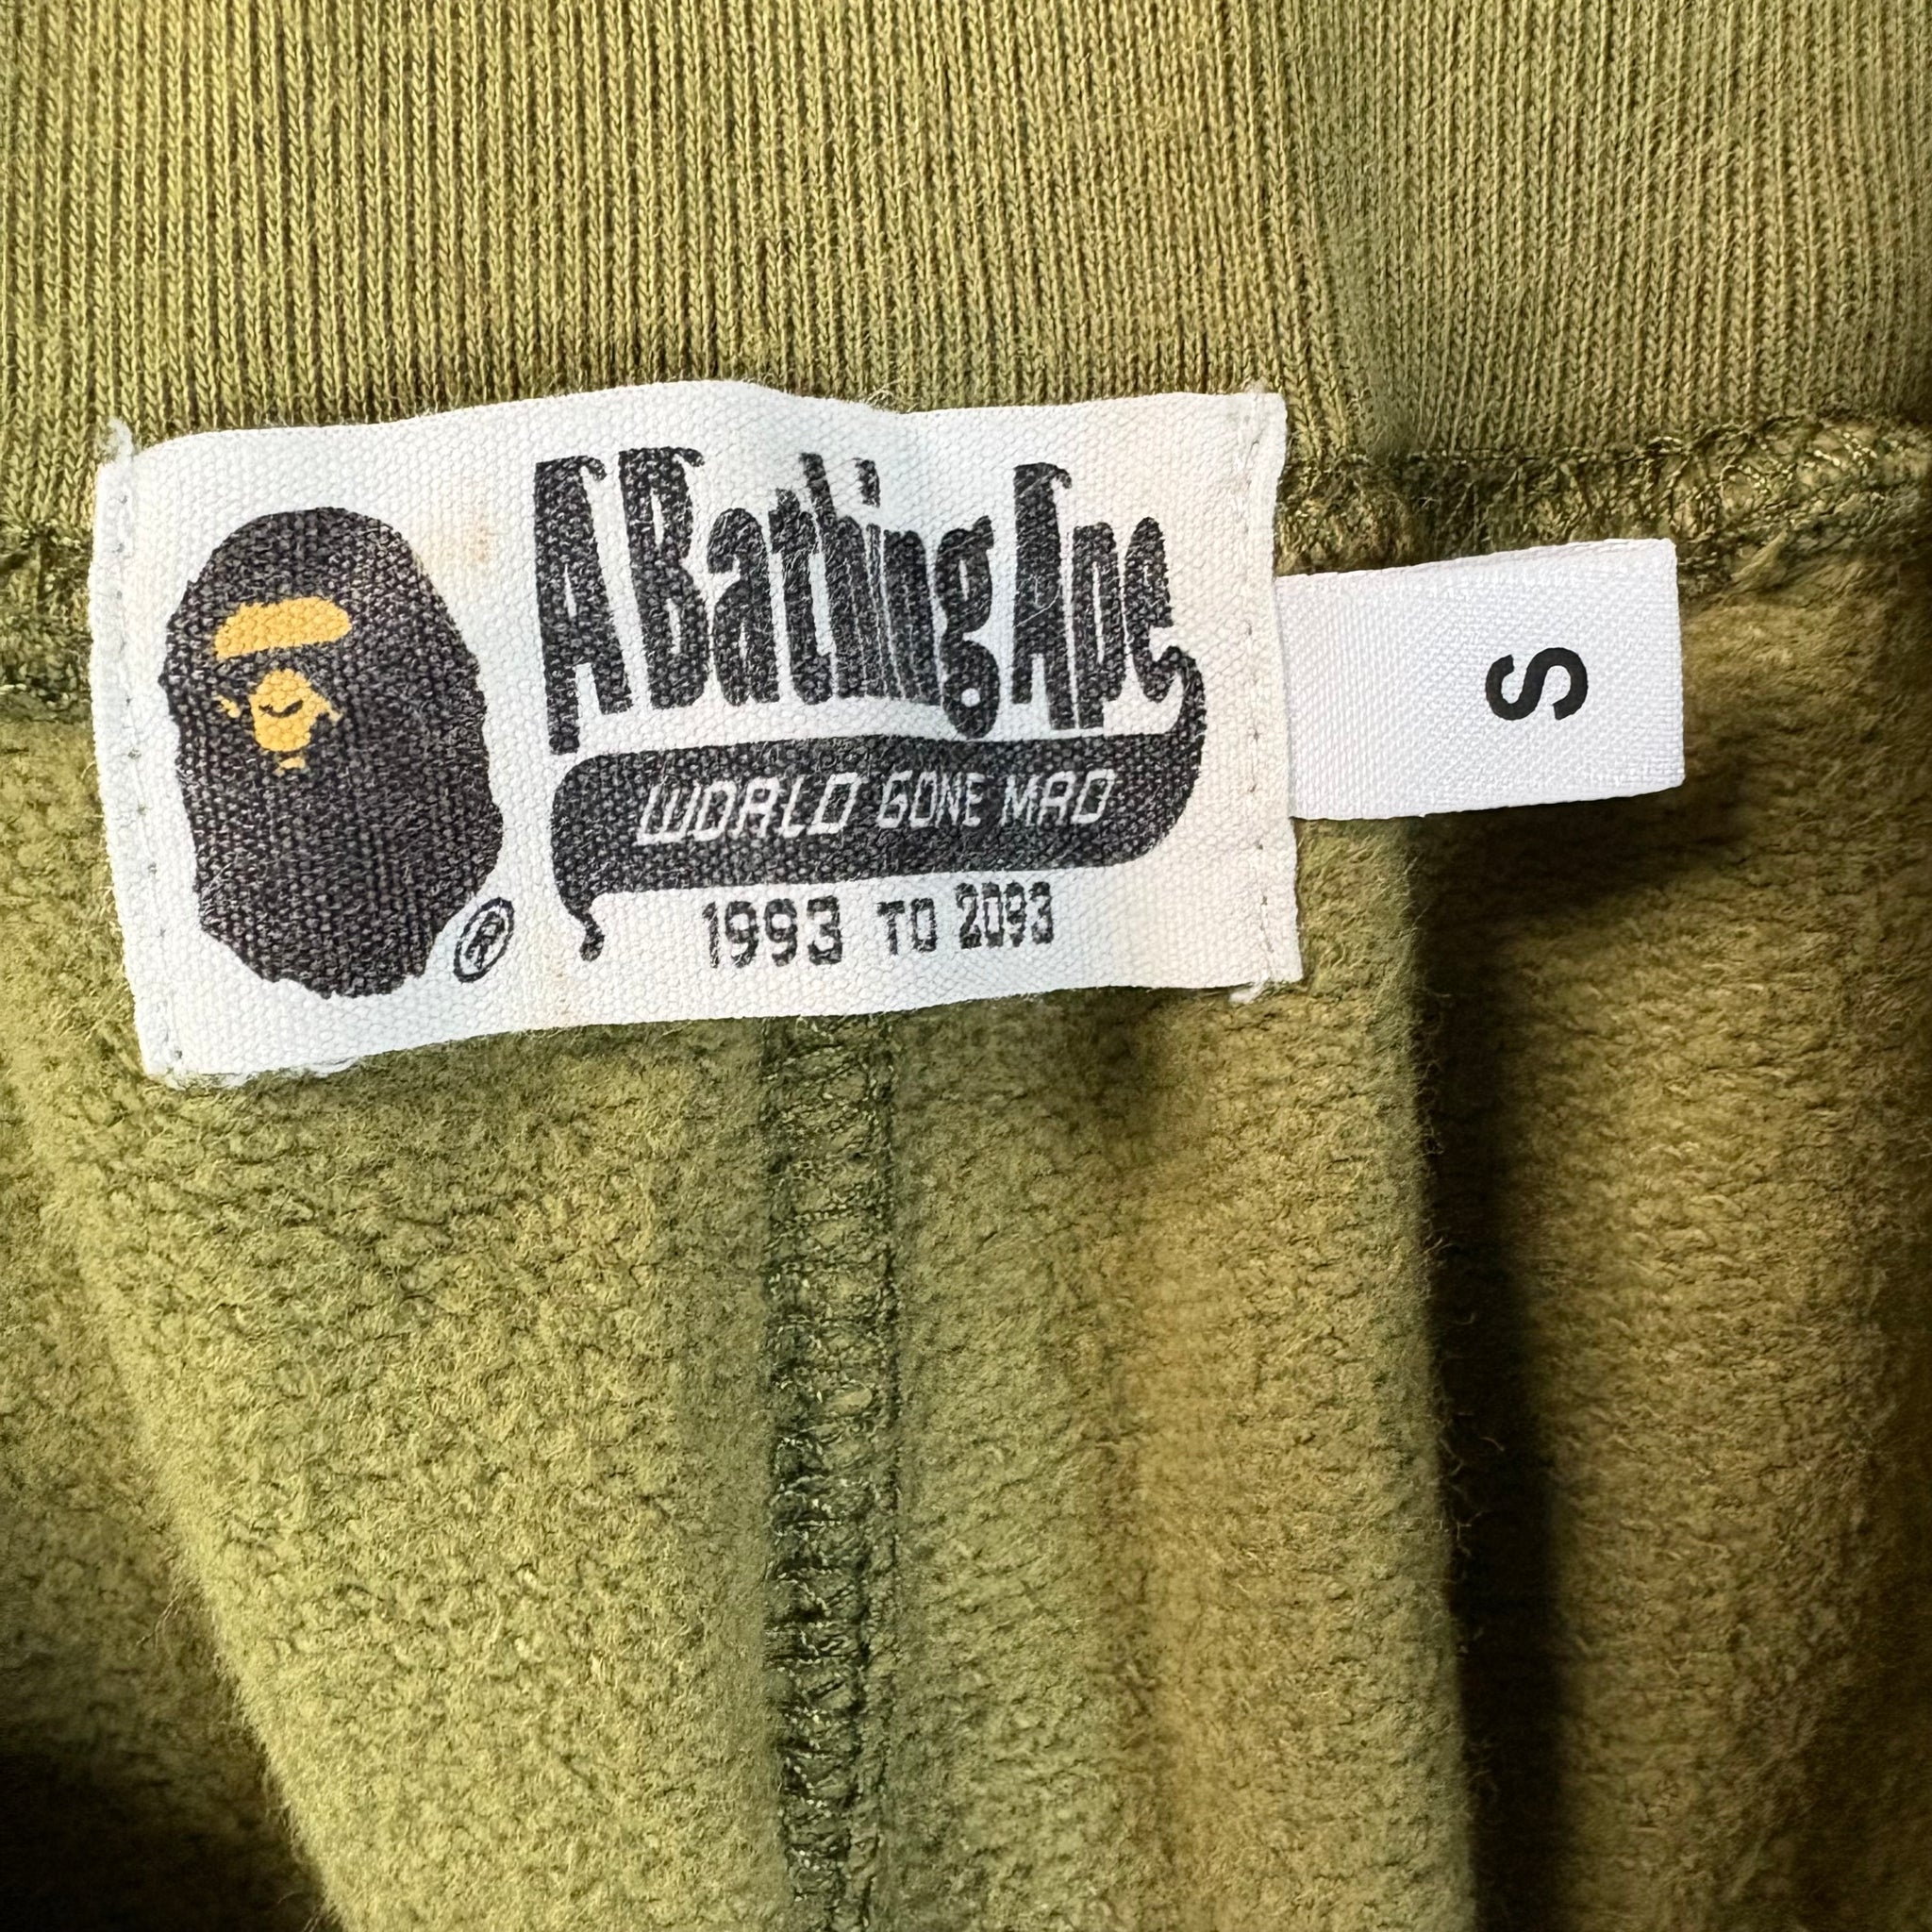 A Bathing Ape
WORLD GONE MAD
1993 TO 2093
®
S